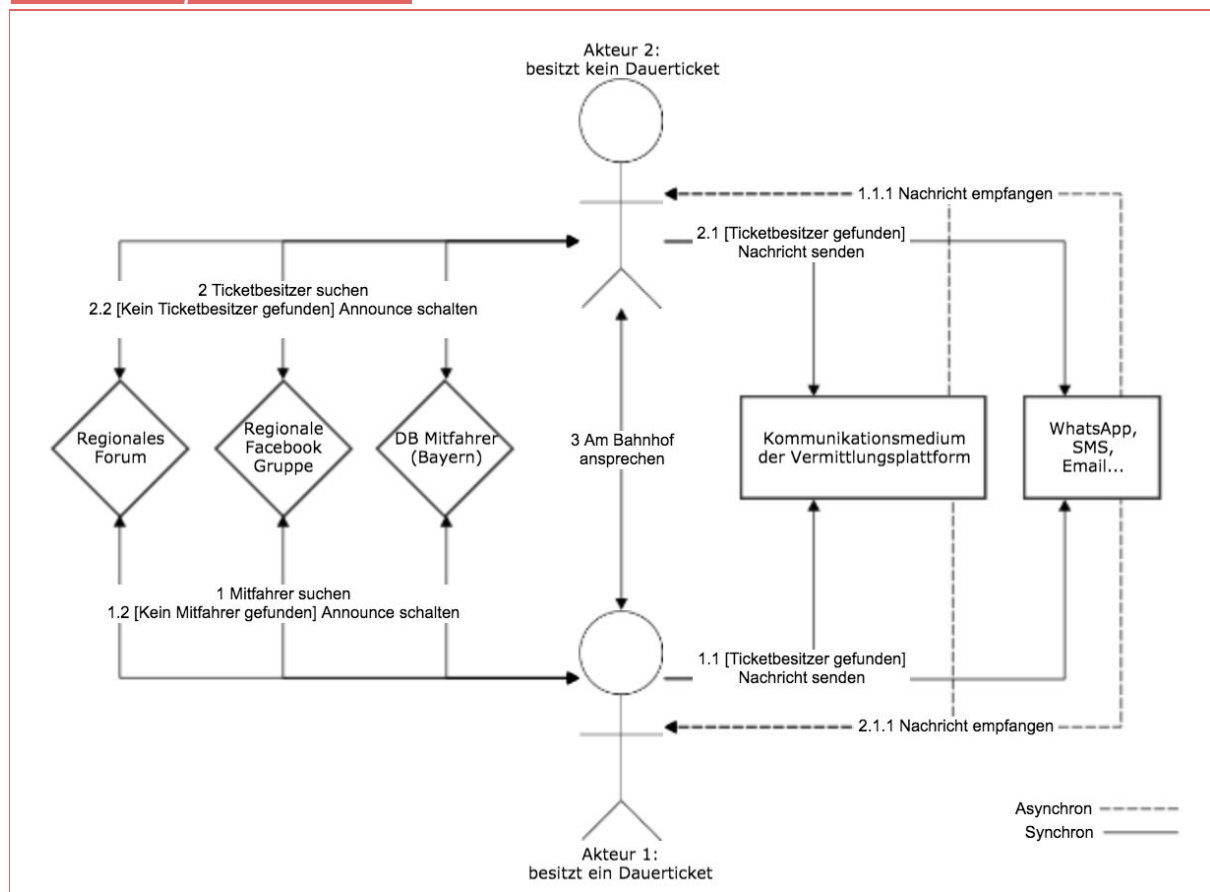 Akteur 2:
besitzt kein Dauerticket
1.1.1 Nachricht empfangen
2.1 [Ticketbesitzer gefunden]
Nachricht senden
2 Ticketbesitzer suchen
2.2 [Kein Ticketbesitzer gefunden] Announce schalten
Regionales
Forum
Regionale
Facebook
Gruppe
DB Mitfahrer
(Bayern)
3 Am Bahnhof
ansprechen
Kommunikationsmedium
der Vermittlungsplattform
WhatsApp,
SMS,
Email...
1 Mitfahrer suchen
1.2 [Kein Mitfahrer gefunden] Announce schalten
1.1 [Ticketbesitzer gefunden]
Nachricht senden
2.1.1 Nachricht empfangen
Asynchron
Synchron
Akteur 1:
besitzt ein Dauerticket